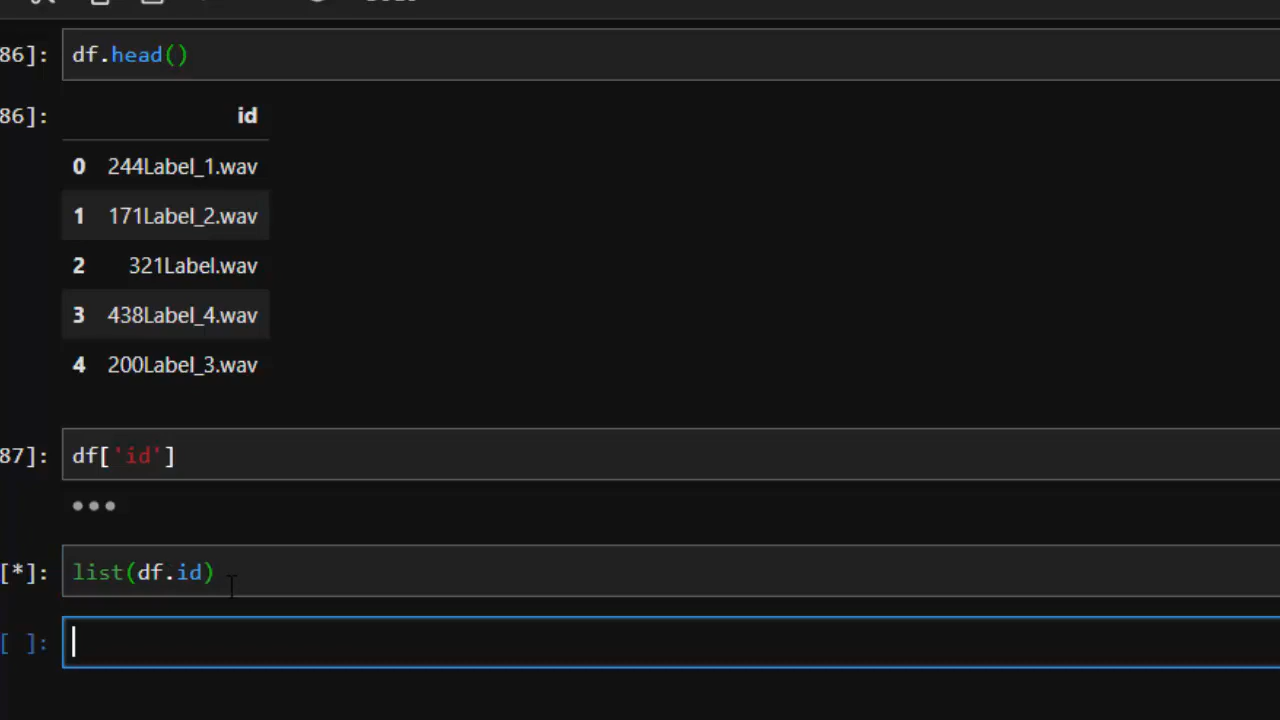 86]: df.head()
86]: id
0 244Label_1.wav
1 171Label_2.wav
2 321Label.wav
3 438Label_4.wav
4 200Label_3.wav
87]: df['id']
•••
[*]: list(df.id)
[ ]: